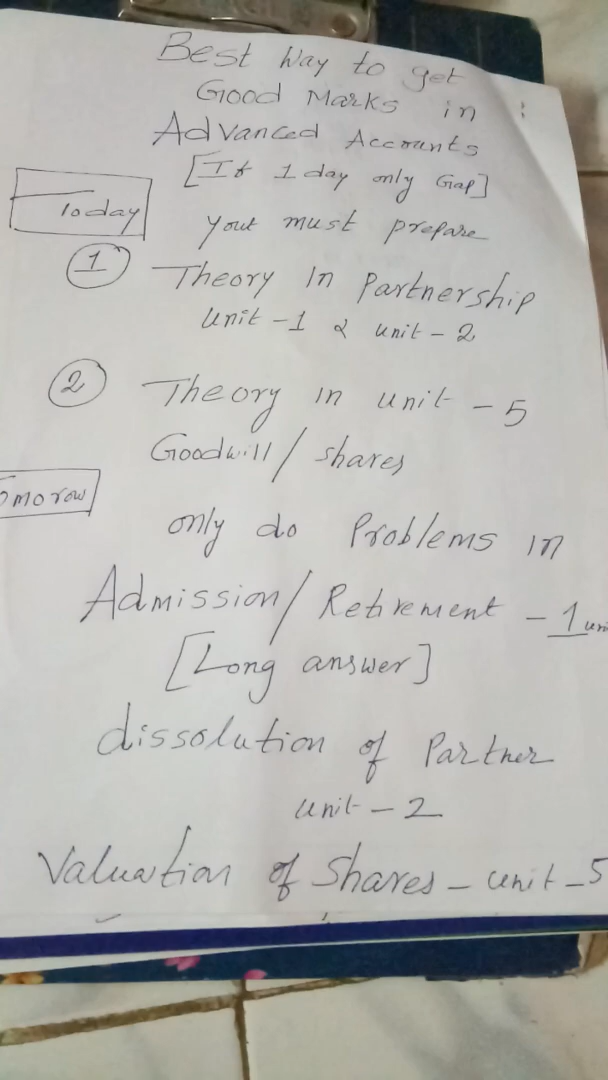 Best Way to get
Good Marks in :
Advanced Accounts
[If 1 day only Gap]
Today
your must prepare
1 Theory In Partnership
Unit - 1 & unit - 2
2 Theory in unit - 5
Goodwill / shares
omorow
only do Problems in
Admission / Retirement - 1 uni
[Long answer]
dissolution of Partner
unit - 2
Valuation of Shares - unit - 5